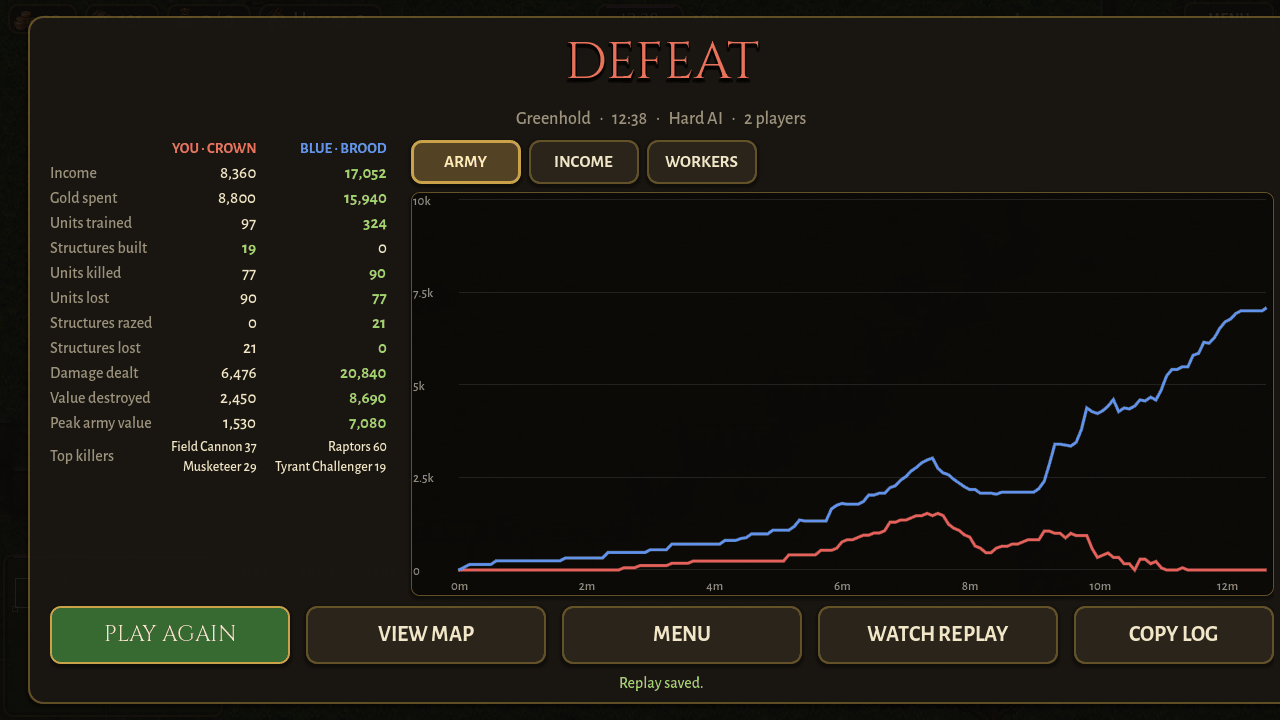 DEFEAT
Greenhold · 12:38 · Hard AI · 2 players
YOU · CROWN BLUE · BROOD
Income 8,360 17,052
Gold spent 8,800 15,940
Units trained 97 324
Structures built 19 0
Units killed 77 90
Units lost 90 77
Structures razed 0 21
Structures lost 21 0
Damage dealt 6,476 20,840
Value destroyed 2,450 8,690
Peak army value 1,530 7,080
Top killers Field Cannon 37 Raptors 60
Musketeer 29 Tyrant Challenger 19
ARMY INCOME WORKERS
10k
7.5k
5k
2.5k
0
0m 2m 4m 6m 8m 10m 12m
PLAY AGAIN VIEW MAP MENU WATCH REPLAY COPY LOG
Replay saved.